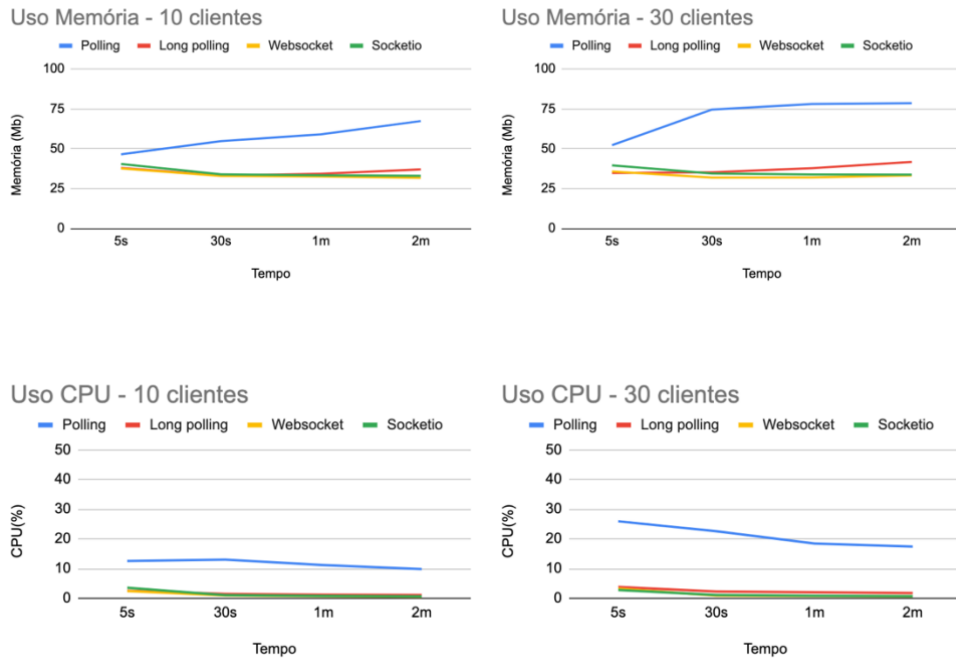 Uso Memória - 10 clientes
Polling Long polling Websocket Socketio
100
75
50
25
0
Memória (Mb)
5s 30s 1m 2m
Tempo
Uso Memória - 30 clientes
Polling Long polling Websocket Socketio
100
75
50
25
0
Memória (Mb)
5s 30s 1m 2m
Tempo
Uso CPU - 10 clientes
Polling Long polling Websocket Socketio
50
40
30
20
10
0
CPU(%)
5s 30s 1m 2m
Tempo
Uso CPU - 30 clientes
Polling Long polling Websocket Socketio
50
40
30
20
10
0
CPU(%)
5s 30s 1m 2m
Tempo